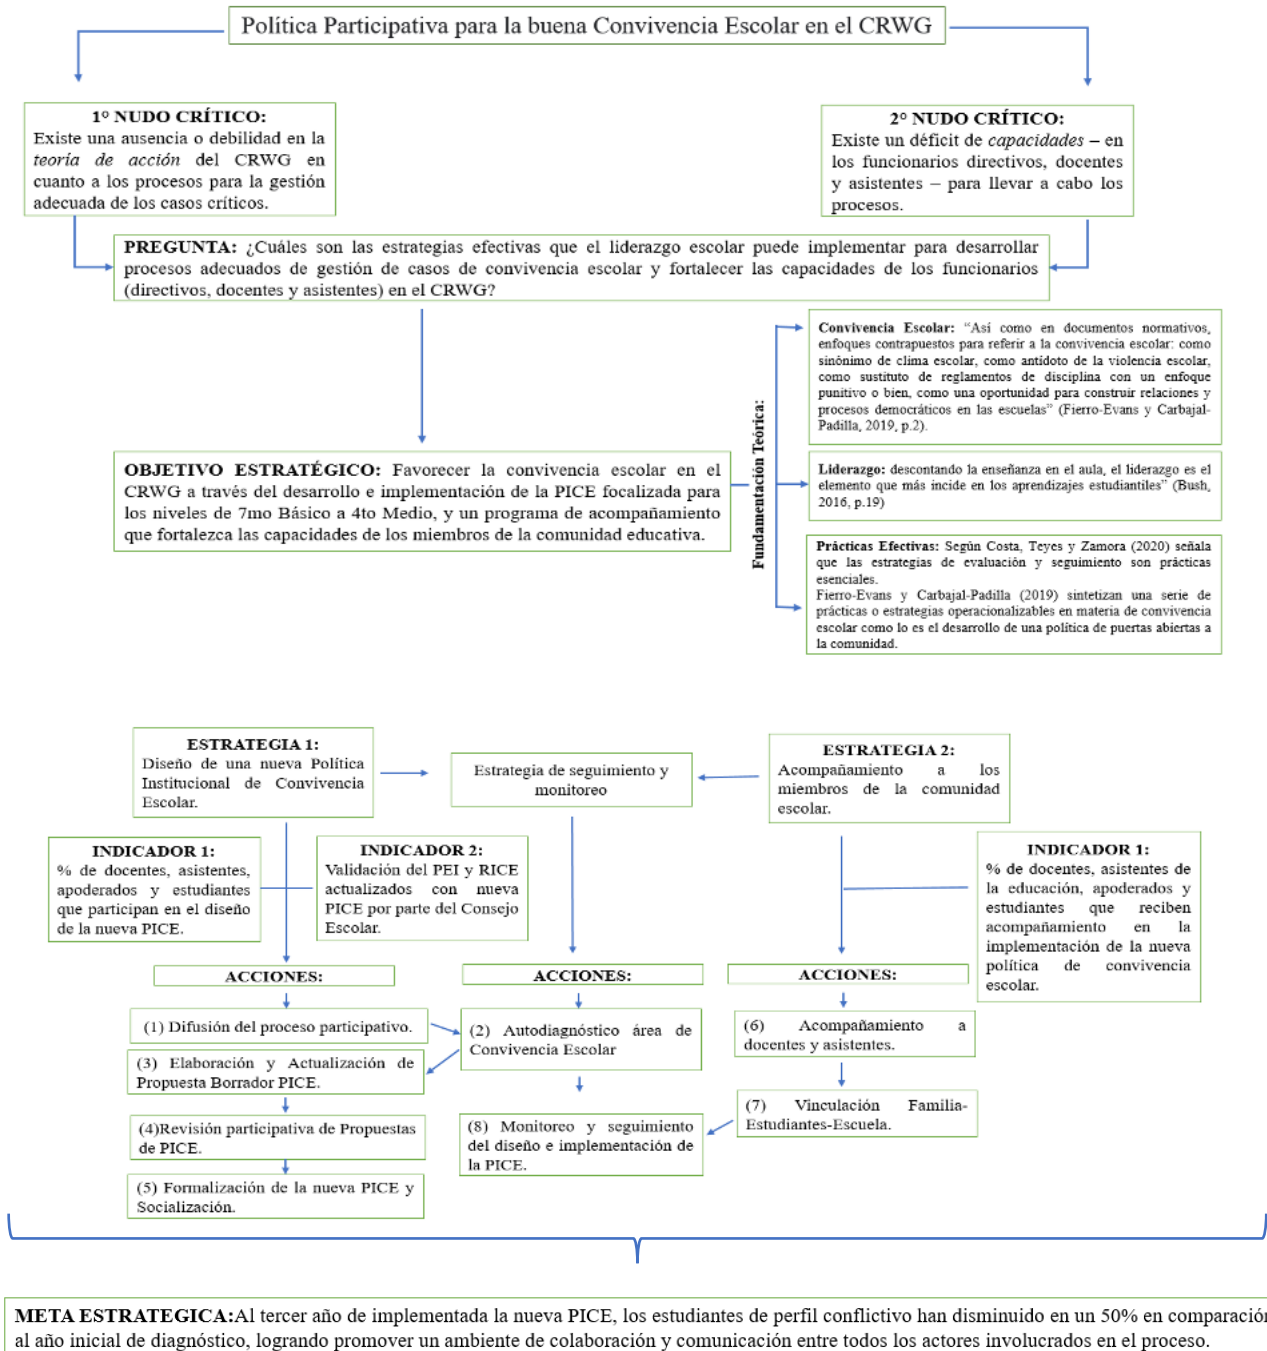 Política Participativa para la buena Convivencia Escolar en el CRWG
1° NUDO CRÍTICO:
Existe una ausencia o debilidad en la
teoría de acción del CRWG en
cuanto a los procesos para la gestión
adecuada de los casos críticos.
2° NUDO CRÍTICO:
Existe un déficit de capacidades – en
los funcionarios directivos, docentes
y asistentes – para llevar a cabo los
procesos.
PREGUNTA: ¿Cuáles son las estrategias efectivas que el liderazgo escolar puede implementar para desarrollar
procesos adecuados de gestión de casos de convivencia escolar y fortalecer las capacidades de los funcionarios
(directivos, docentes y asistentes) en el CRWG?
OBJETIVO ESTRATÉGICO: Favorecer la convivencia escolar en el
CRWG a través del desarrollo e implementación de la PICE focalizada para
los niveles de 7mo Básico a 4to Medio, y un programa de acompañamiento
que fortalezca las capacidades de los miembros de la comunidad educativa.
Fundamentación Teórica:
Convivencia Escolar: “Así como en documentos normativos,
enfoques contrapuestos para referir a la convivencia escolar: como
sinónimo de clima escolar, como antídoto de la violencia escolar,
como sustituto de reglamentos de disciplina con un enfoque
punitivo o bien, como una oportunidad para construir relaciones y
procesos democráticos en las escuelas” (Fierro-Evans y Carbajal-
Padilla, 2019, p.2).
Liderazgo: descontando la enseñanza en el aula, el liderazgo es el
elemento que más incide en los aprendizajes estudiantiles” (Bush,
2016, p.19)
Prácticas Efectivas: Según Costa, Teyes y Zamora (2020) señala
que las estrategias de evaluación y seguimiento son prácticas
esenciales.
Fierro-Evans y Carbajal-Padilla (2019) sintetizan una serie de
prácticas o estrategias operacionalizables en materia de convivencia
escolar como lo es el desarrollo de una política de puertas abiertas a
la comunidad.
ESTRATEGIA 1:
Diseño de una nueva Política
Institucional de Convivencia
Escolar.
Estrategia de seguimiento y
monitoreo
ESTRATEGIA 2:
Acompañamiento a los
miembros de la comunidad
escolar.
INDICADOR 1:
% de docentes, asistentes,
apoderados y estudiantes
que participan en el diseño
de la nueva PICE.
INDICADOR 2:
Validación del PEI y RICE
actualizados con nueva
PICE por parte del Consejo
Escolar.
INDICADOR 1:
% de docentes, asistentes de
la educación, apoderados y
estudiantes que reciben
acompañamiento en la
implementación de la nueva
política de convivencia
escolar.
ACCIONES:
ACCIONES:
ACCIONES:
(1) Difusión del proceso participativo.
(2) Autodiagnóstico área de
Convivencia Escolar
(3) Elaboración y Actualización de
Propuesta Borrador PICE.
(4)Revisión participativa de Propuestas
de PICE.
(5) Formalización de la nueva PICE y
Socialización.
(6) Acompañamiento a
docentes y asistentes.
(7) Vinculación Familia-
Estudiantes-Escuela.
(8) Monitoreo y seguimiento
del diseño e implementación de
la PICE.
META ESTRATEGICA:Al tercer año de implementada la nueva PICE, los estudiantes de perfil conflictivo han disminuido en un 50% en comparación
al año inicial de diagnóstico, logrando promover un ambiente de colaboración y comunicación entre todos los actores involucrados en el proceso.